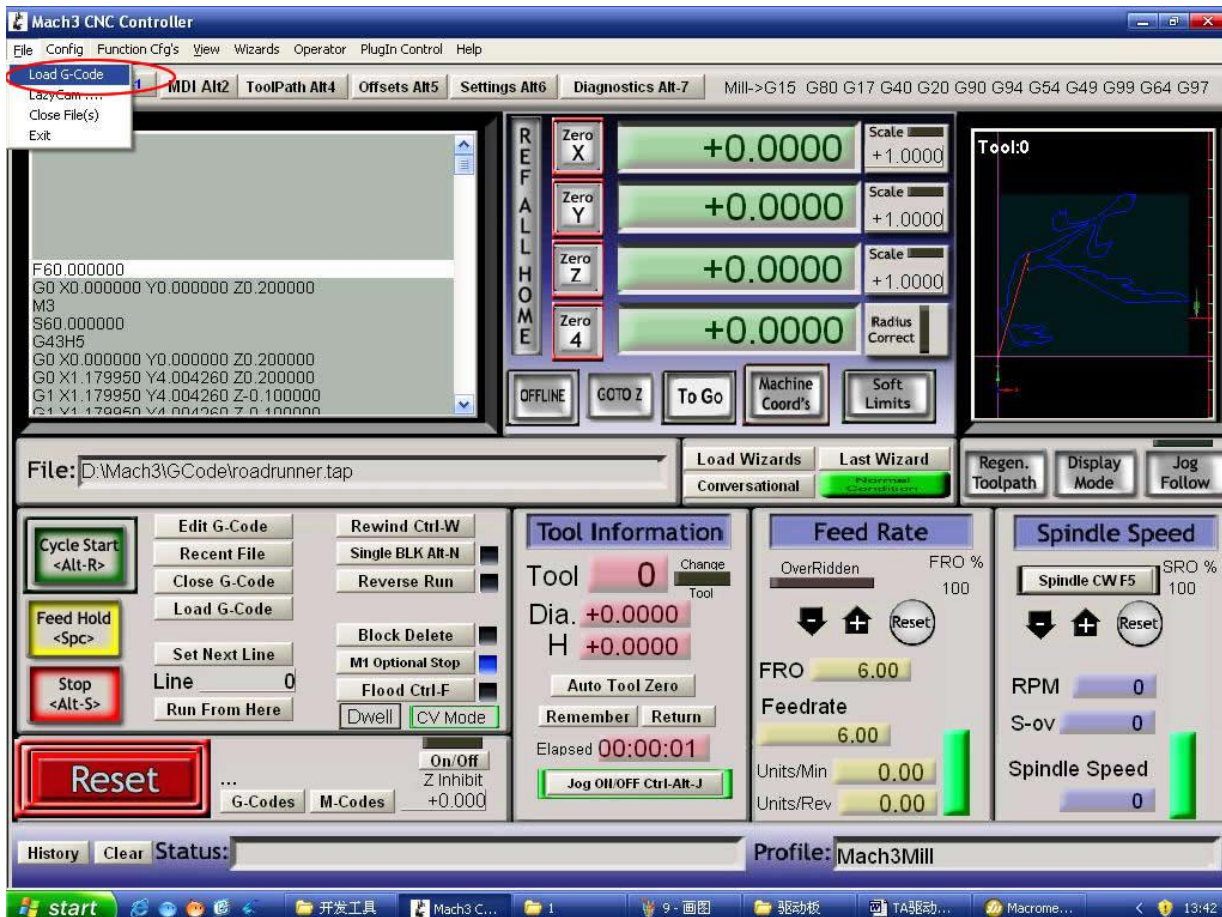 Mach3 CNC Controller
File Config Function Cfg's View Wizards Operator PlugIn Control Help
Load G-Code
LazyCam ....
Close File(s)
Exit
1 MDI Alt2 ToolPath Alt4 Offsets Alt5 Settings Alt6 Diagnostics Alt-7 Mill->G15 G80 G17 G40 G20 G90 G94 G54 G49 G99 G64 G97
F60.000000
G0 X0.000000 Y0.000000 Z0.200000
M3
S60.000000
G43H5
G0 X0.000000 Y0.000000 Z0.200000
G0 X1.179950 Y4.004260 Z0.200000
G1 X1.179950 Y4.004260 Z-0.100000
G1 X1.179950 Y4.004260 Z-0.100000
REF ALL HOME
Zero X +0.0000 Scale +1.0000
Zero Y +0.0000 Scale +1.0000
Zero Z +0.0000 Scale +1.0000
Zero 4 +0.0000 Radius Correct
OFFLINE GOTO Z To Go Machine Coord's Soft Limits
Tool:0
File: D:\Mach3\GCode\roadrunner.tap
Load Wizards Last Wizard
Conversational Normal Condition
Regen. Toolpath Display Mode Jog Follow
Cycle Start <Alt-R>
Feed Hold <Spc>
Stop <Alt-S>
Edit G-Code
Recent File
Close G-Code
Load G-Code
Set Next Line
Line 0
Run From Here
Rewind Ctrl-W
Single BLK Alt-N
Reverse Run
Block Delete
M1 Optional Stop
Flood Ctrl-F
Dwell CV Mode
Reset
...
G-Codes M-Codes
On/Off
Z Inhibit
+0.000
Tool Information
Tool 0 Change Tool
Dia. +0.0000
H +0.0000
Auto Tool Zero
Remember Return
Elapsed 00:00:01
Jog ON/OFF Ctrl-Alt-J
Feed Rate
OverRidden FRO % 100
Reset
FRO 6.00
Feedrate
6.00
Units/Min 0.00
Units/Rev 0.00
Spindle Speed
Spindle CW F5 SRO % 100
Reset
RPM 0
S-ov 0
Spindle Speed
0
History Clear Status:
Profile: Mach3Mill
start 开发工具 Mach3 C... 1 9 - 画图 驱动板 TA驱动... Macrome... 13:42